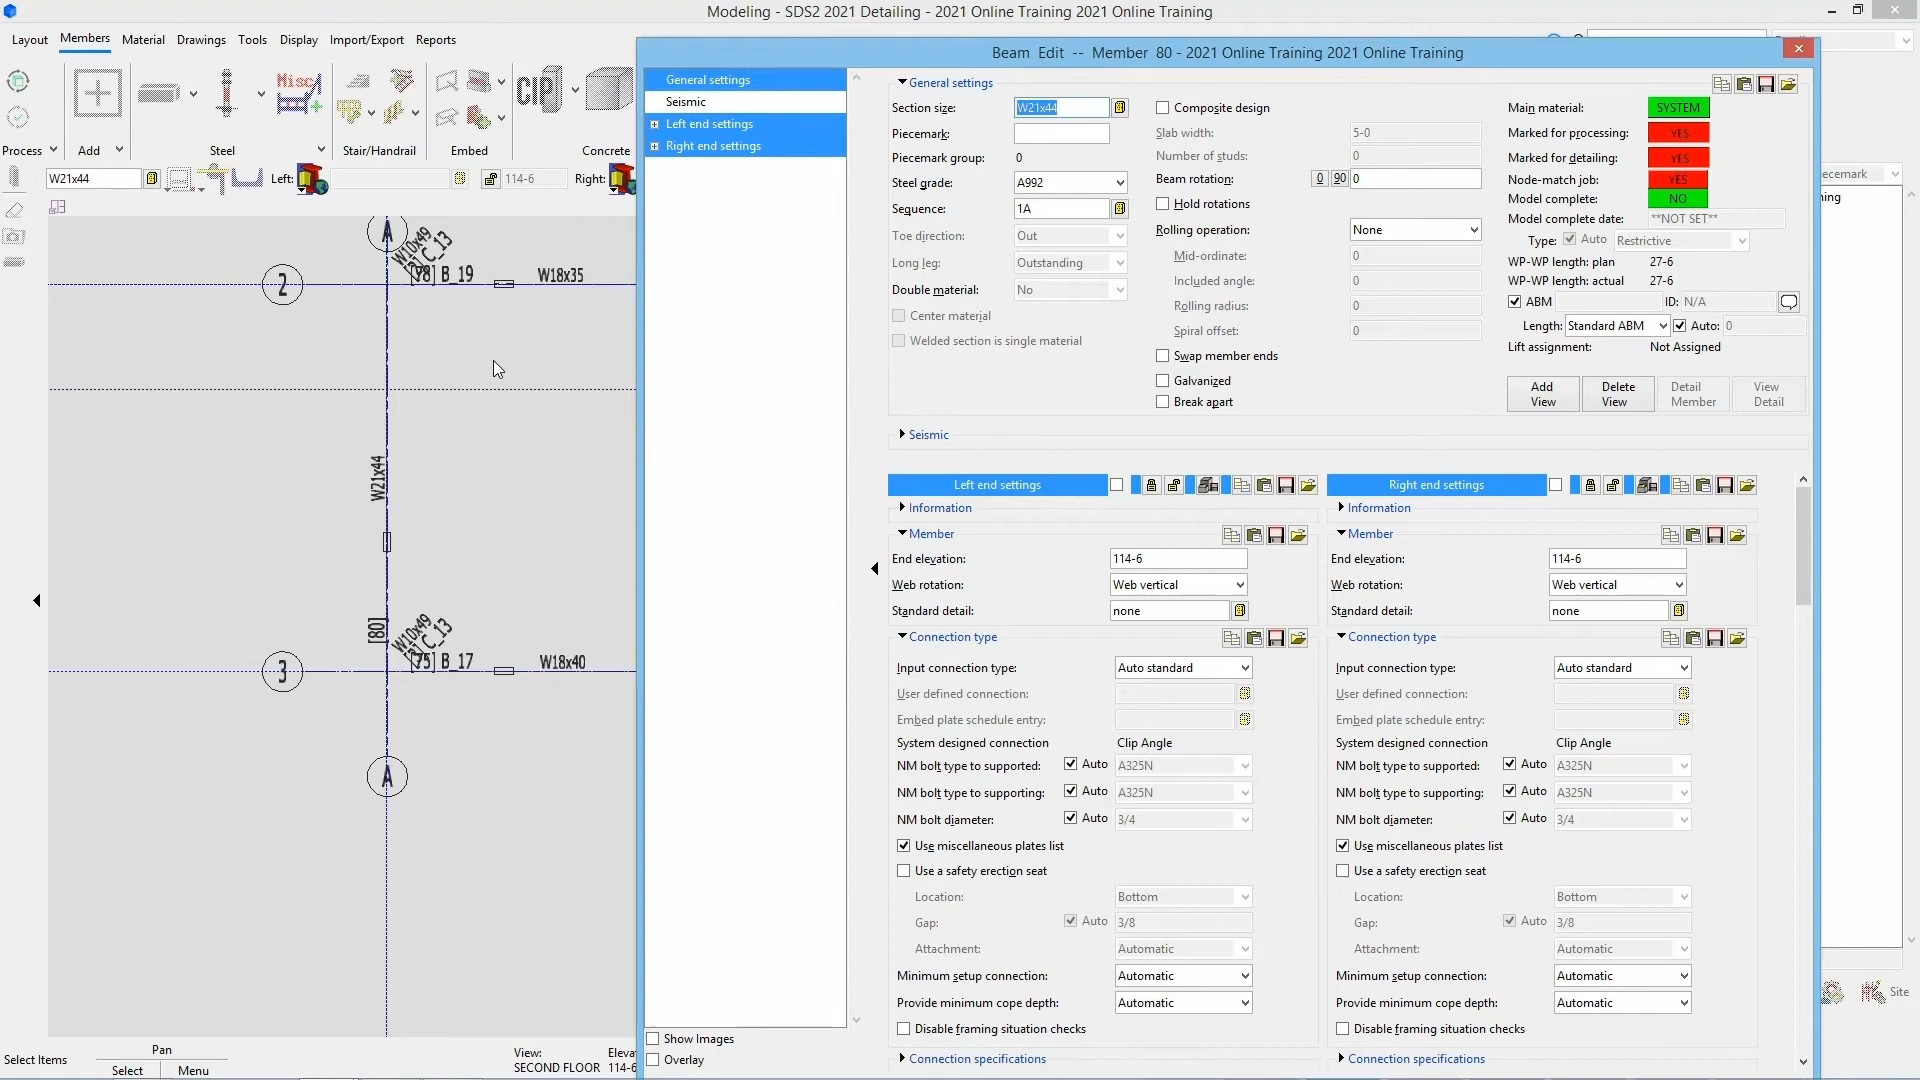 Modeling - SDS2 2021 Detailing - 2021 Online Training 2021 Online Training
Layout Members Material Drawings Tools Display Import/Export Reports
Beam Edit -- Member 80 - 2021 Online Training 2021 Online Training
Misc
CIP
Process Add Steel Stair/Handrail Embed Concrete
W21x44 Left: 114-6 Right:
A
W10x49
C_13
2
[78] B_19 W18x35
W21x44
[80]
W10x49
C_13
3
[75] B_17 W18x40
A
General settings
Seismic
Left end settings
Right end settings
Show Images
Overlay
General settings
Section size: W21x44
Piecemark:
Piecemark group: 0
Steel grade: A992
Sequence: 1A
Toe direction: Out
Long leg: Outstanding
Double material: No
Center material
Welded section is single material
Composite design
Slab width: 5-0
Number of studs: 0
Beam rotation: 0 90 0
Hold rotations
Rolling operation: None
Mid-ordinate: 0
Included angle: 0
Rolling radius: 0
Spiral offset: 0
Swap member ends
Galvanized
Break apart
Main material: SYSTEM
Marked for processing: YES
Marked for detailing: YES
Node-match job: YES
Model complete: NO
Model complete date: **NOT SET**
Type: Auto Restrictive
WP-WP length: plan 27-6
WP-WP length: actual 27-6
ABM ID: N/A
Length: Standard ABM Auto: 0
Lift assignment: Not Assigned
Add View Delete View Detail Member View Detail
Seismic
Left end settings
Information
Member
End elevation: 114-6
Web rotation: Web vertical
Standard detail: none
Connection type
Input connection type: Auto standard
User defined connection:
Embed plate schedule entry:
System designed connection Clip Angle
NM bolt type to supported: Auto A325N
NM bolt type to supporting: Auto A325N
NM bolt diameter: Auto 3/4
Use miscellaneous plates list
Use a safety erection seat
Location: Bottom
Gap: Auto 3/8
Attachment: Automatic
Minimum setup connection: Automatic
Provide minimum cope depth: Automatic
Disable framing situation checks
Connection specifications
Right end settings
Information
Member
End elevation: 114-6
Web rotation: Web vertical
Standard detail: none
Connection type
Input connection type: Auto standard
User defined connection:
Embed plate schedule entry:
System designed connection Clip Angle
NM bolt type to supported: Auto A325N
NM bolt type to supporting: Auto A325N
NM bolt diameter: Auto 3/4
Use miscellaneous plates list
Use a safety erection seat
Location: Bottom
Gap: Auto 3/8
Attachment: Automatic
Minimum setup connection: Automatic
Provide minimum cope depth: Automatic
Disable framing situation checks
Connection specifications
ecemark
ning
Site
Select Items
Pan
Select Menu
View: Eleva
SECOND FLOOR 114-6